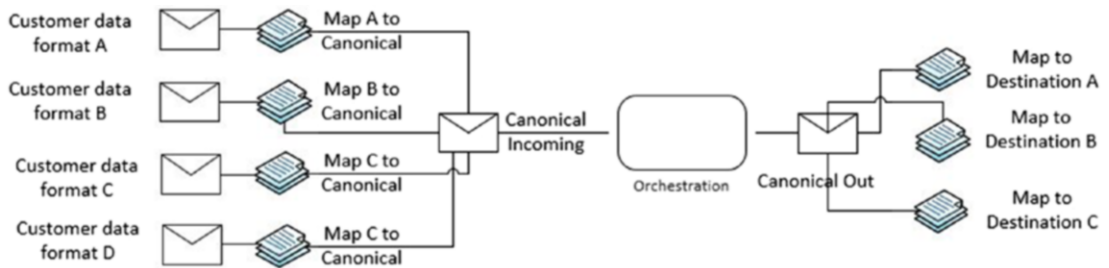 Customer data
format A
Map A to
Canonical
Customer data
format B
Map B to
Canonical
Customer data
format C
Map C to
Canonical
Customer data
format D
Map C to
Canonical
Canonical
Incoming
Orchestration
Canonical Out
Map to
Destination A
Map to
Destination B
Map to
Destination C